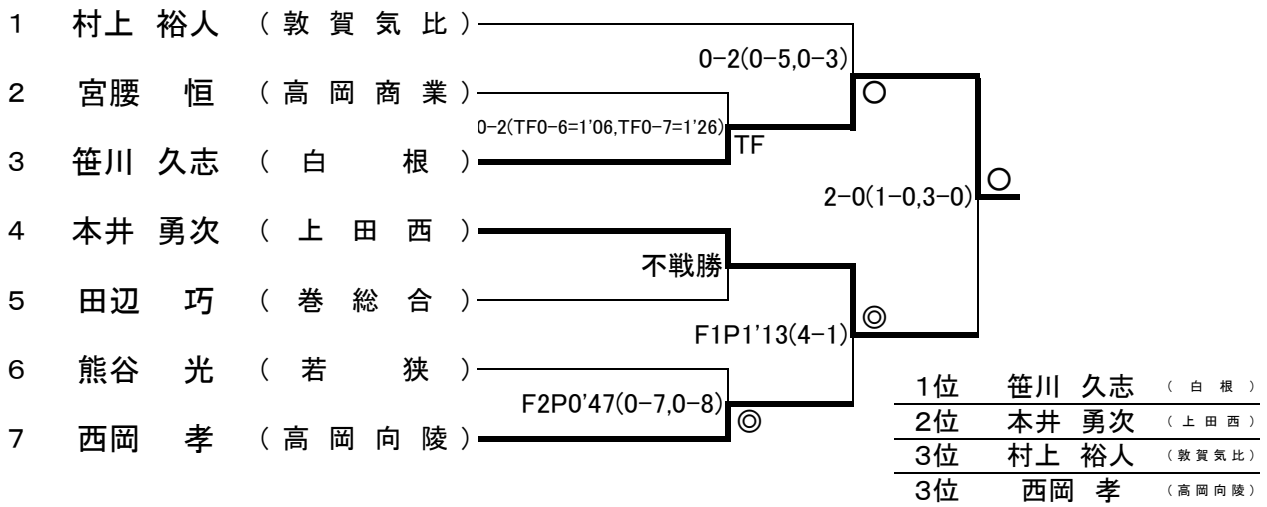 1 村上 裕人 （ 敦 賀 気 比 ）
0-2(0-5,0-3)
2 宮腰 恒 （ 高 岡 商 業 ） ○
0-2(TF0-6=1'06,TF0-7=1'26)
TF
3 笹川 久志 （ 白 根 ）
○
2-0(1-0,3-0)
4 本井 勇次 （ 上 田 西 ）
不戦勝
5 田辺 巧 （ 巻 総 合 ）
◎
F1P1'13(4-1)
6 熊谷 光 （ 若 狭 ）
F2P0'47(0-7,0-8)
◎
7 西岡 孝 （ 高 岡 向 陵 ）
1位 笹川 久志 （ 白 根 ）
2位 本井 勇次 （ 上 田 西 ）
3位 村上 裕人 （ 敦 賀 気 比 ）
3位 西岡 孝 （ 高 岡 向 陵 ）